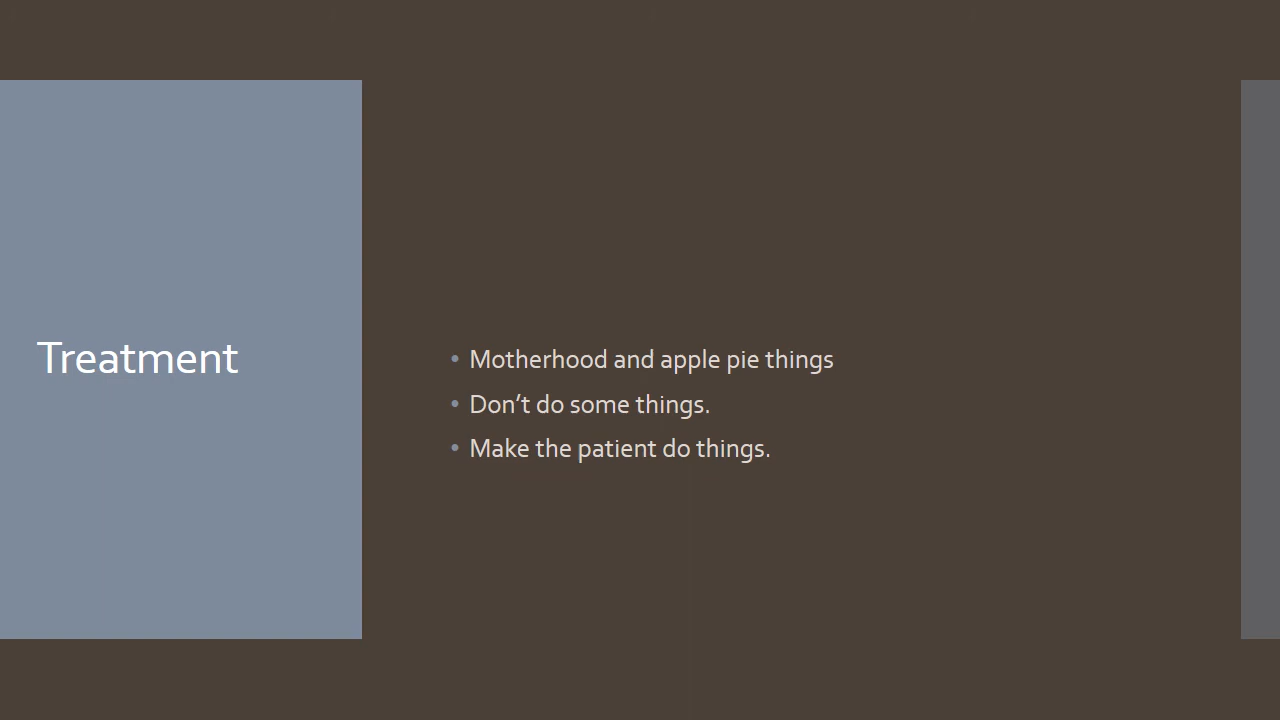 Treatment
Motherhood and apple pie things
Don’t do some things.
Make the patient do things.